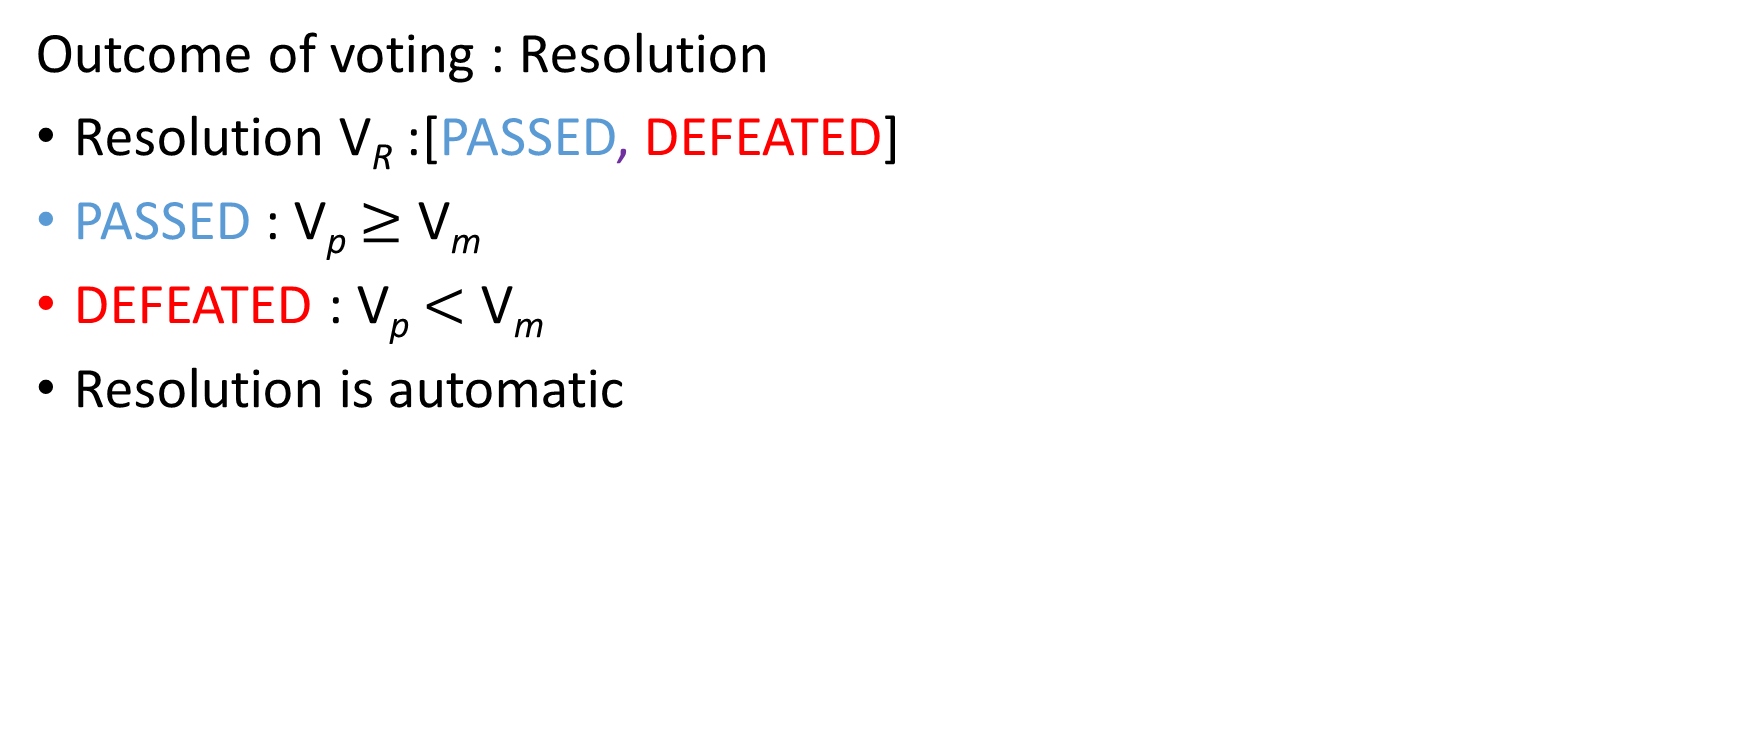 Outcome of voting : Resolution
• Resolution V_R :[PASSED, DEFEATED]
• PASSED : V_p ≥ V_m
• DEFEATED : V_p < V_m
• Resolution is automatic